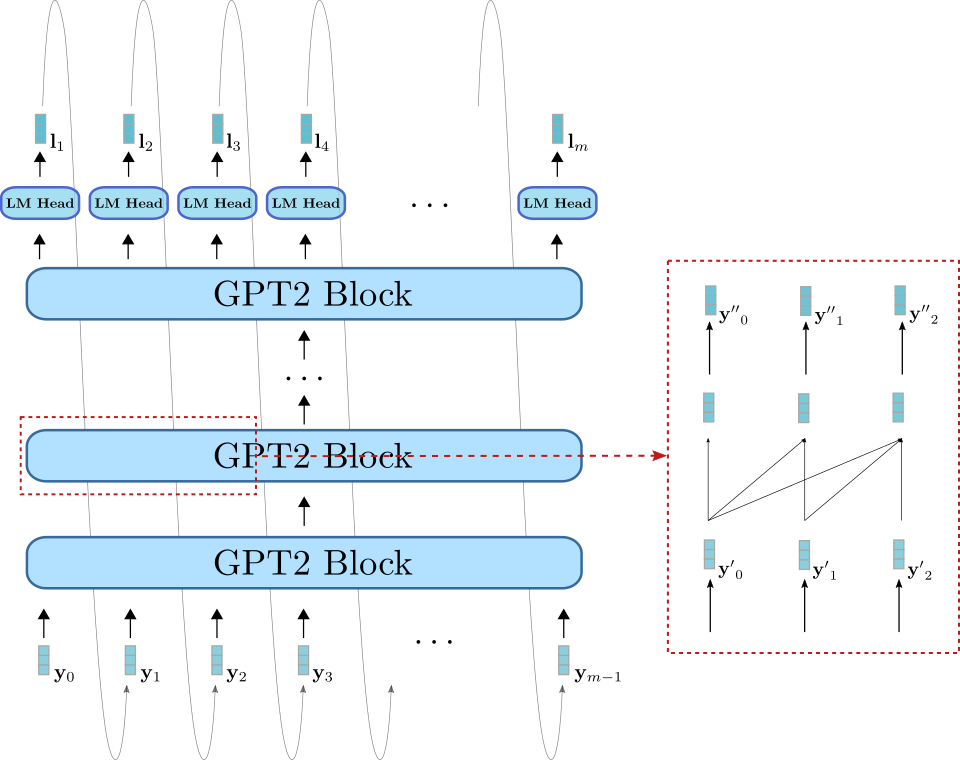 l₁ l₂ l₃ l₄ lₘ
LM Head LM Head LM Head LM Head . . . LM Head
GPT2 Block
. . .
GPT2 Block
GPT2 Block
. . .
y₀ y₁ y₂ y₃ yₘ₋₁
y''₀ y''₁ y''₂
y'₀ y'₁ y'₂